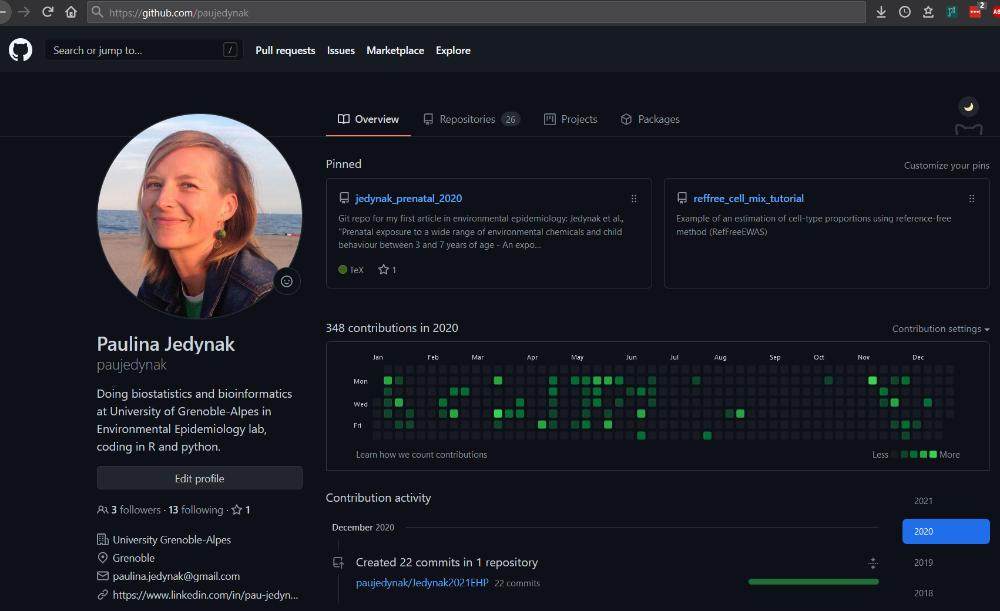 https://github.com/paujedynak
2
AB
Search or jump to...
/
Pull requests
Issues
Marketplace
Explore
Overview
Repositories 26
Projects
Packages
Pinned
Customize your pins
jedynak_prenatal_2020
Git repo for my first article in environmental epidemiology: Jedynak et al.,
"Prenatal exposure to a wide range of environmental chemicals and child
behaviour between 3 and 7 years of age - An expo...
TeX 1
reffree_cell_mix_tutorial
Example of an estimation of cell-type proportions using reference-free
method (RefFreeEWAS)
Paulina Jedynak
paujedynak
Doing biostatistics and bioinformatics
at University of Grenoble-Alpes in
Environmental Epidemiology lab,
coding in R and python.
Edit profile
3 followers · 13 following · 1
University Grenoble-Alpes
Grenoble
paulina.jedynak@gmail.com
https://www.linkedin.com/in/pau-jedyn...
348 contributions in 2020
Contribution settings
Jan Feb Mar Apr May Jun Jul Aug Sep Oct Nov Dec
Mon
Wed
Fri
Learn how we count contributions
Less More
Contribution activity
December 2020
Created 22 commits in 1 repository
paujedynak/Jedynak2021EHP 22 commits
2021
2020
2019
2018